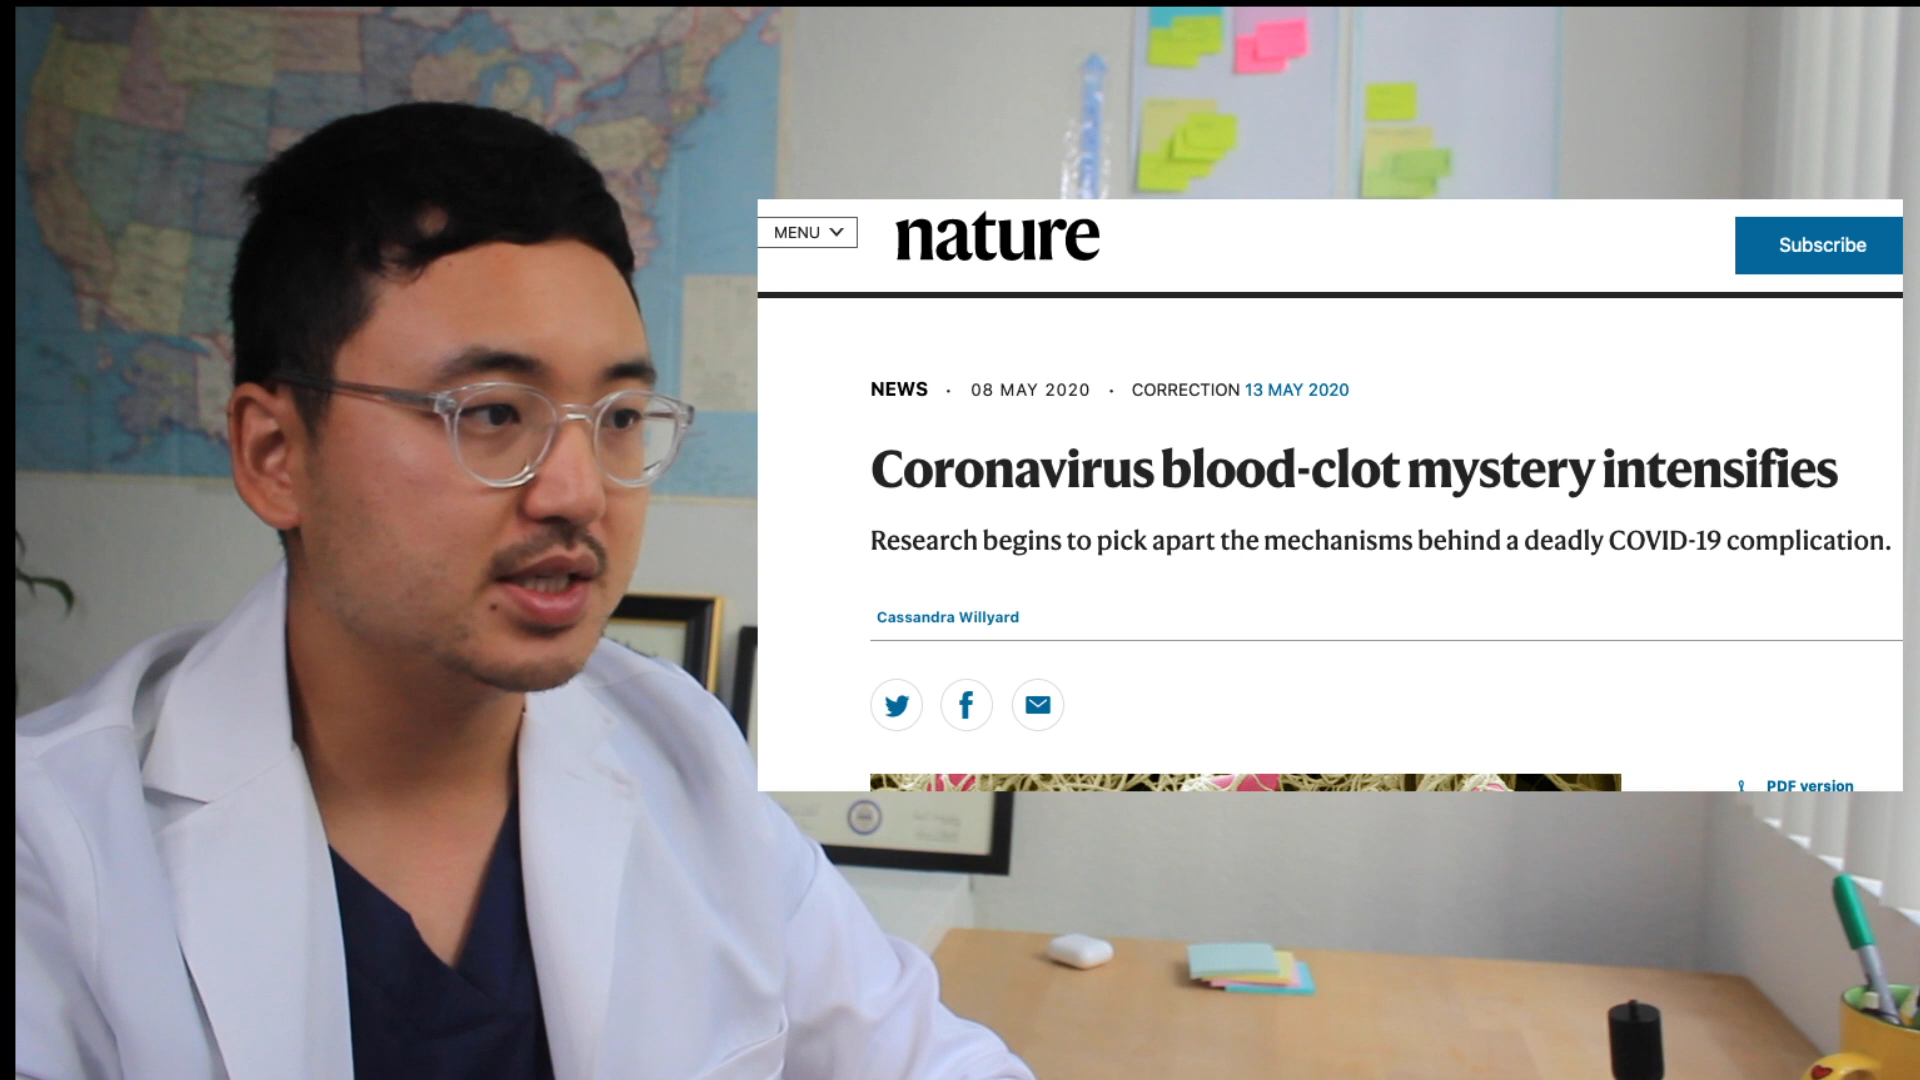 MENU
nature
Subscribe
NEWS · 08 MAY 2020 · CORRECTION 13 MAY 2020
Coronavirus blood-clot mystery intensifies
Research begins to pick apart the mechanisms behind a deadly COVID-19 complication.
Cassandra Willyard
PDF version